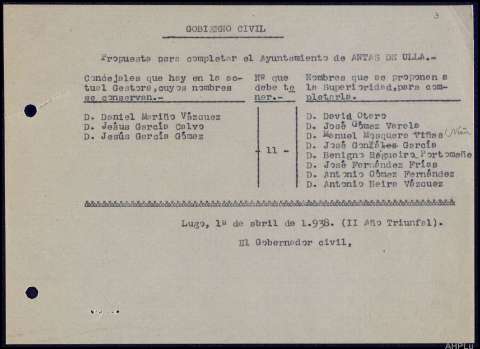 3
GOBIERNO CIVIL
Propuesta para completar el Ayuntamiento de ANTAS DE ULLA.-
Concejales que hay en la ac-
tual Gestora, cuyos nombres
se conservan.-
Nº que
debe te
ner.-
Nombres que se proponen a
la Superioridad, para com-
pletarla.
D. Daniel Mariño Vázquez
D. Jesús García Calvo
D. Jesús García Gómez
- 11 -
D. David Otero
D. José Gómez Varela
D. Manuel Mosquera Viñas
D. José Gonzáles García
D. Benigno Regueiro Portomeñe
D. José Fernández Frías
D. Antonio Gómez Fernández
D. Antonio Neira Vázquez
Lugo, 1º de abril de 1.938. (II Año Triunfal).
El Gobernador civil,
AHPLu